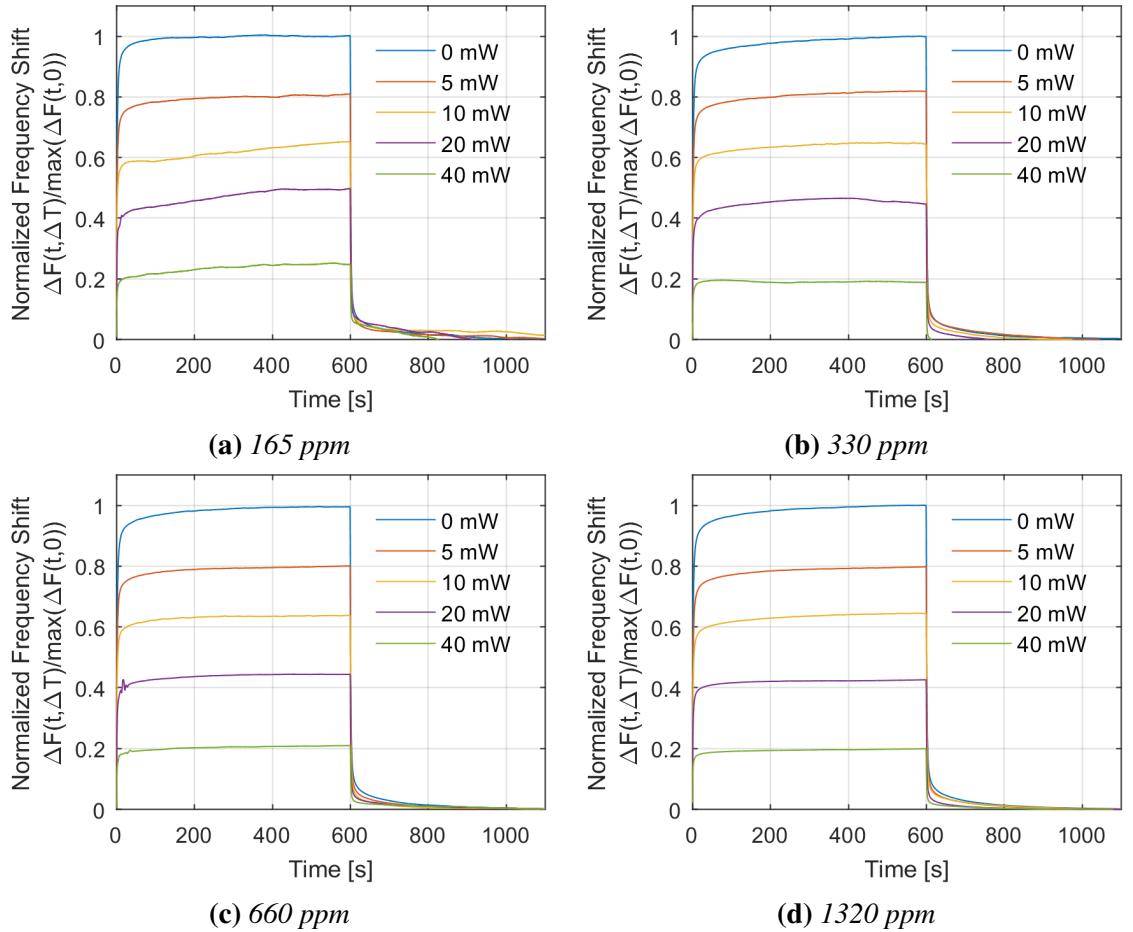 Normalized Frequency Shift
ΔF(t,ΔT)/max(ΔF(t,0))
1
0.8
0.6
0.4
0.2
0
0 mW
5 mW
10 mW
20 mW
40 mW
0 200 400 600 800 1000
Time [s]
(a) 165 ppm
Normalized Frequency Shift
ΔF(t,ΔT)/max(ΔF(t,0))
1
0.8
0.6
0.4
0.2
0
0 mW
5 mW
10 mW
20 mW
40 mW
0 200 400 600 800 1000
Time [s]
(b) 330 ppm
Normalized Frequency Shift
ΔF(t,ΔT)/max(ΔF(t,0))
1
0.8
0.6
0.4
0.2
0
0 mW
5 mW
10 mW
20 mW
40 mW
0 200 400 600 800 1000
Time [s]
(c) 660 ppm
Normalized Frequency Shift
ΔF(t,ΔT)/max(ΔF(t,0))
1
0.8
0.6
0.4
0.2
0
0 mW
5 mW
10 mW
20 mW
40 mW
0 200 400 600 800 1000
Time [s]
(d) 1320 ppm